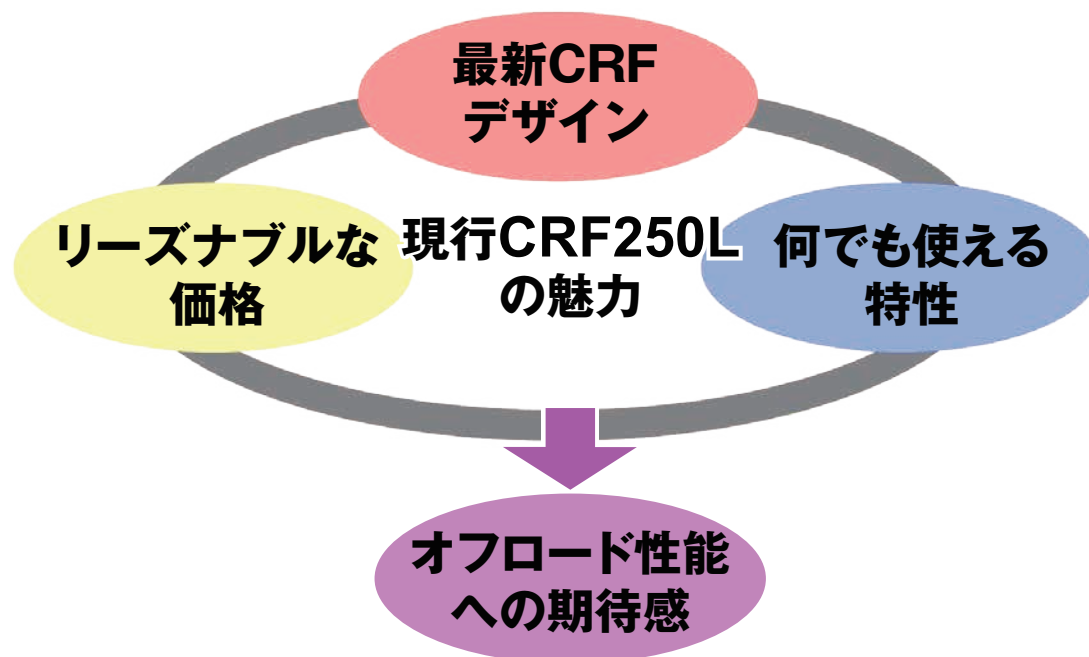 最新CRF
デザイン
リーズナブルな
価格
現行CRF250L
の魅力
何でも使える
特性
オフロード性能
への期待感